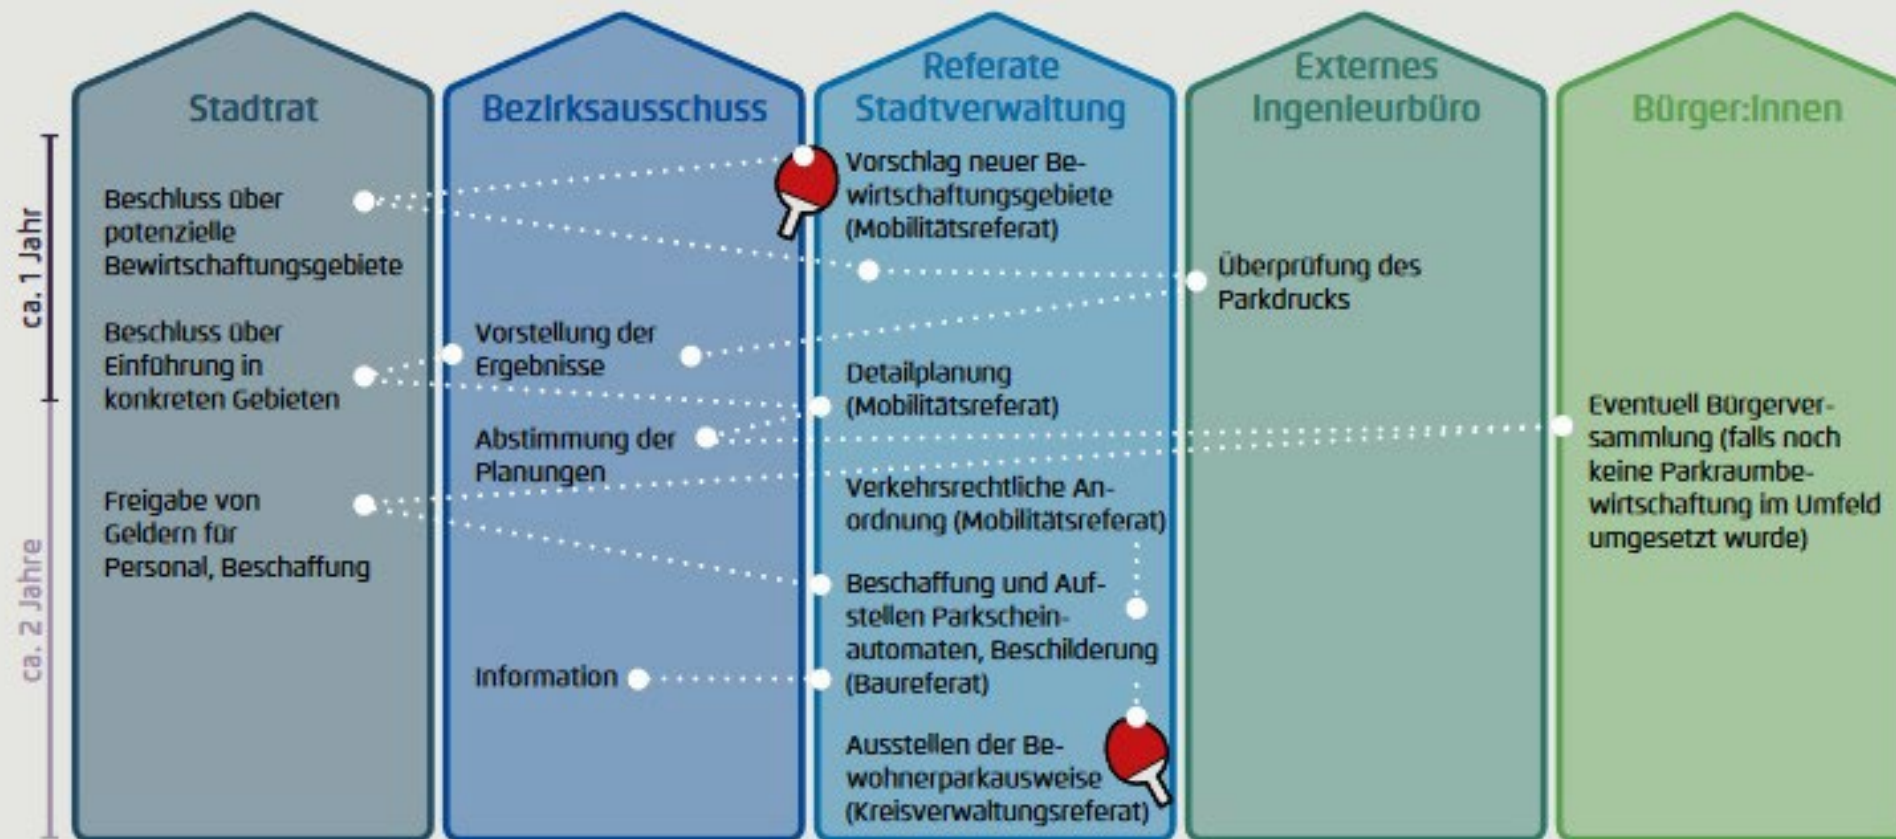 ca. 1 Jahr
ca. 2 Jahre
Stadtrat
Beschluss über
potenzielle
Bewirtschaftungsgebiete
Beschluss über
Einführung in
konkreten Gebieten
Freigabe von
Geldern für
Personal, Beschaffung
Bezirksausschuss
Vorstellung der
Ergebnisse
Abstimmung der
Planungen
Information
Referate
Stadtverwaltung
Vorschlag neuer Be-
wirtschaftungsgebiete
(Mobilitätsreferat)
Detailplanung
(Mobilitätsreferat)
Verkehrsrechtliche An-
ordnung (Mobilitätsreferat)
Beschaffung und Auf-
stellen Parkschein-
automaten, Beschilderung
(Baureferat)
Ausstellen der Be-
wohnerparkausweise
(Kreisverwaltungsreferat)
Externes
Ingenieurbüro
Überprüfung des
Parkdrucks
Bürger:innen
Eventuell Bürgerver-
sammlung (falls noch
keine Parkraumbe-
wirtschaftung im Umfeld
umgesetzt wurde)